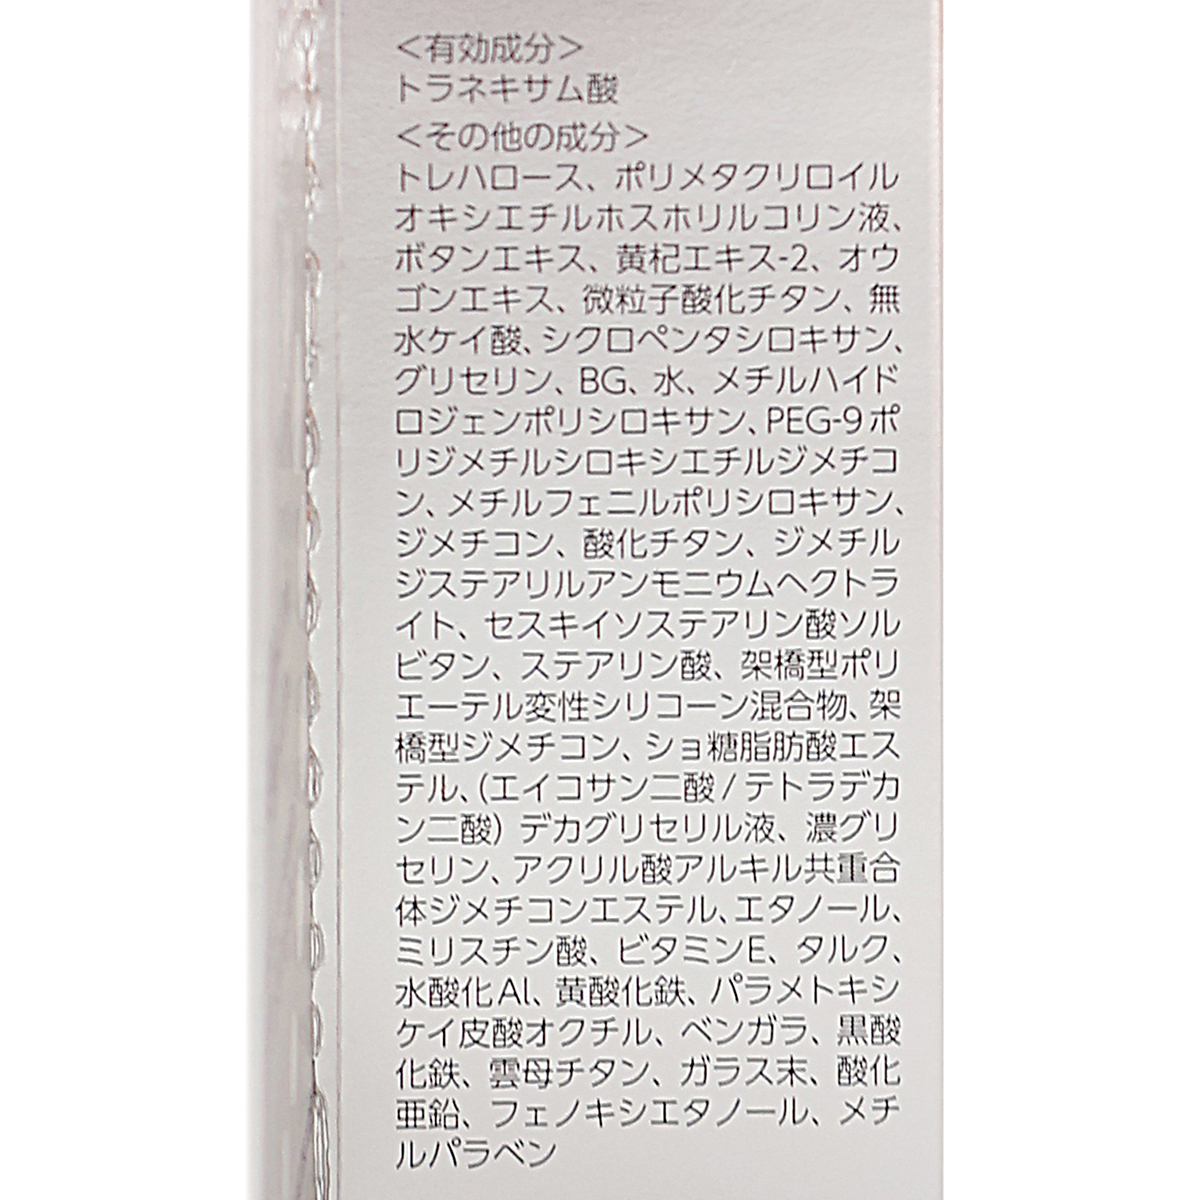 ＜有効成分＞
トラネキサム酸
＜その他の成分＞
トレハロース、ポリメタクリロイル
オキシエチルホスホリルコリン液、
ボタンエキス、黄杞エキス-2、オウ
ゴンエキス、微粒子酸化チタン、無
水ケイ酸、シクロペンタシロキサン、
グリセリン、BG、水、メチルハイド
ロジェンポリシロキサン、PEG-9ポ
リジメチルシロキシエチルジメチコ
ン、メチルフェニルポリシロキサン、
ジメチコン、酸化チタン、ジメチル
ジステアリルアンモニウムヘクトラ
イト、セスキイソステアリン酸ソル
ビタン、ステアリン酸、架橋型ポリ
エーテル変性シリコーン混合物、架
橋型ジメチコン、ショ糖脂肪酸エス
テル、（エイコサン二酸/テトラデカ
ン二酸）デカグリセリル液、濃グリ
セリン、アクリル酸アルキル共重合
体ジメチコンエステル、エタノール、
ミリスチン酸、ビタミンE、タルク、
水酸化Al、黄酸化鉄、パラメトキシ
ケイ皮酸オクチル、ベンガラ、黒酸
化鉄、雲母チタン、ガラス末、酸化
亜鉛、フェノキシエタノール、メチ
ルパラベン